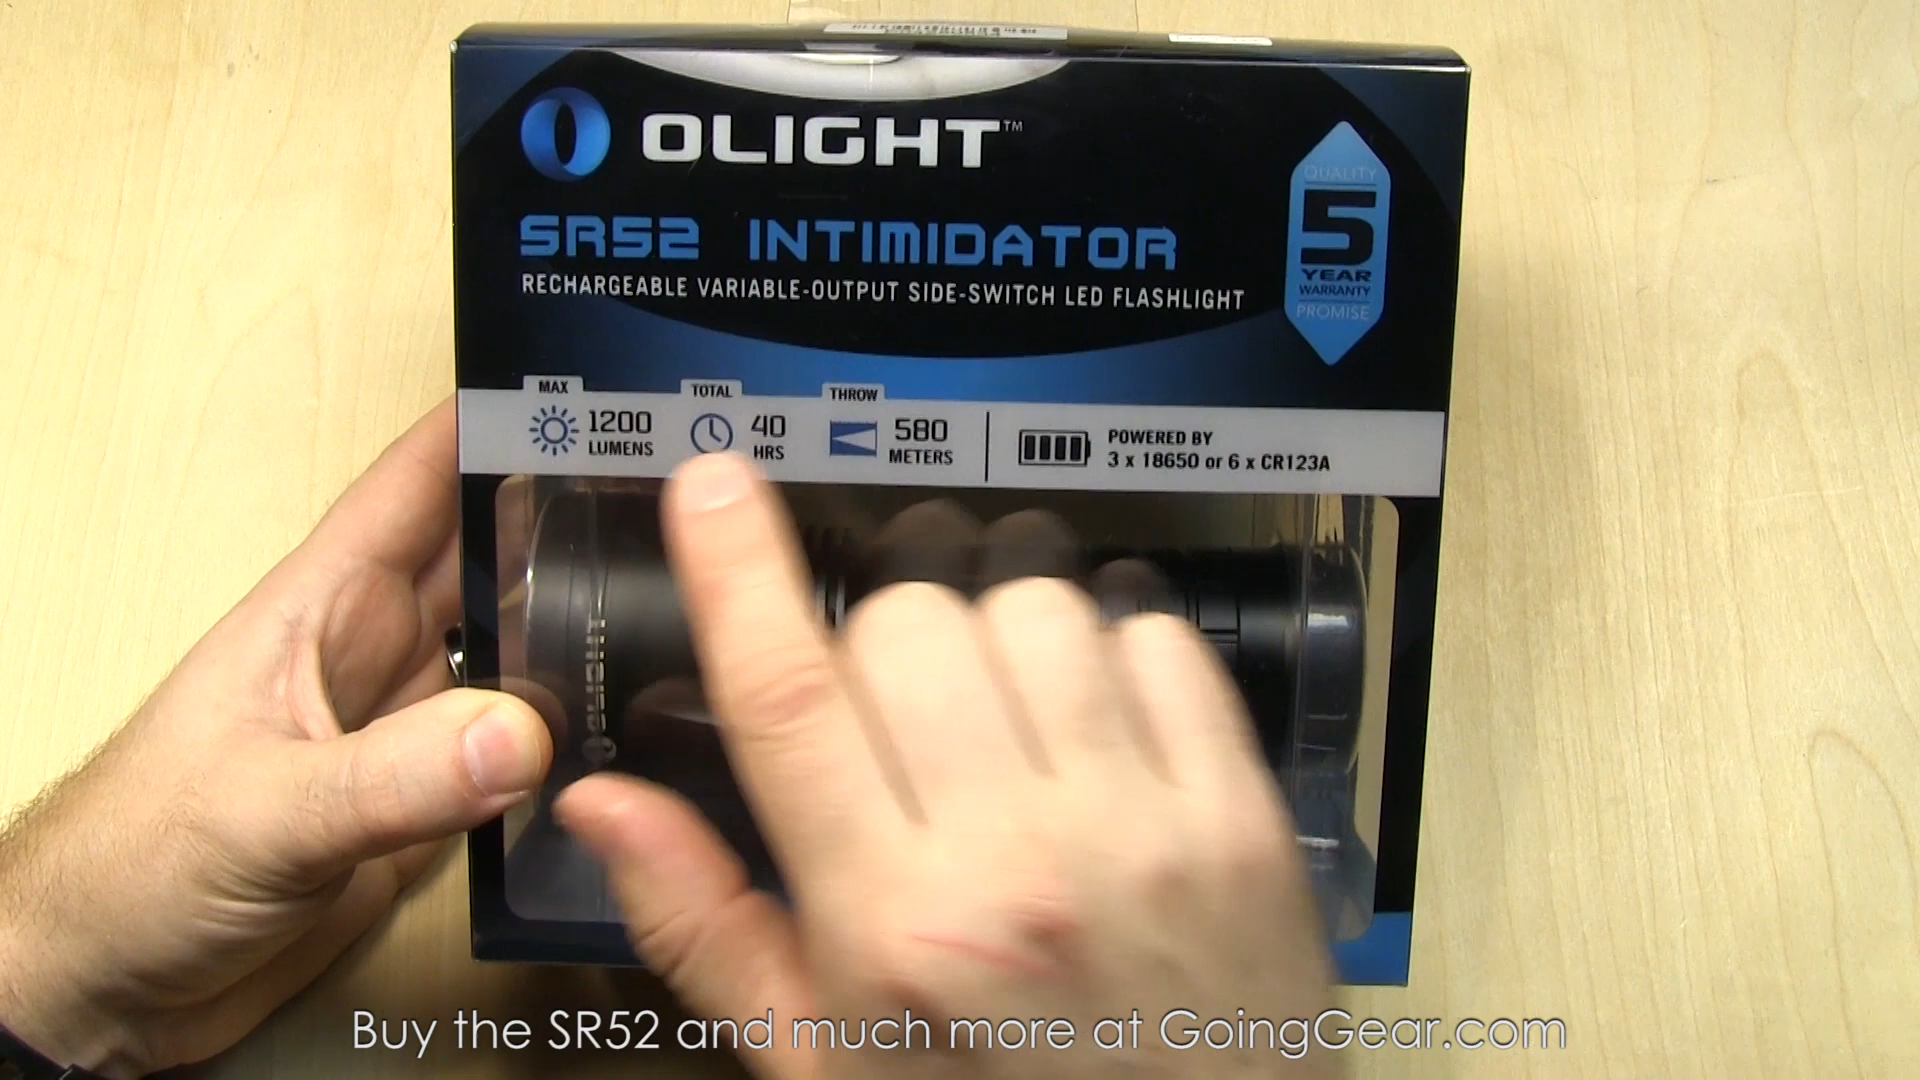 OLIGHT™
SR52 INTIMIDATOR
RECHARGEABLE VARIABLE-OUTPUT SIDE-SWITCH LED FLASHLIGHT
QUALITY
5
YEAR
WARRANTY
PROMISE
MAX
1200
LUMENS
TOTAL
40
HRS
THROW
580
METERS
POWERED BY
3 x 18650 or 6 x CR123A
OLIGHT
Buy the SR52 and much more at GoingGear.com